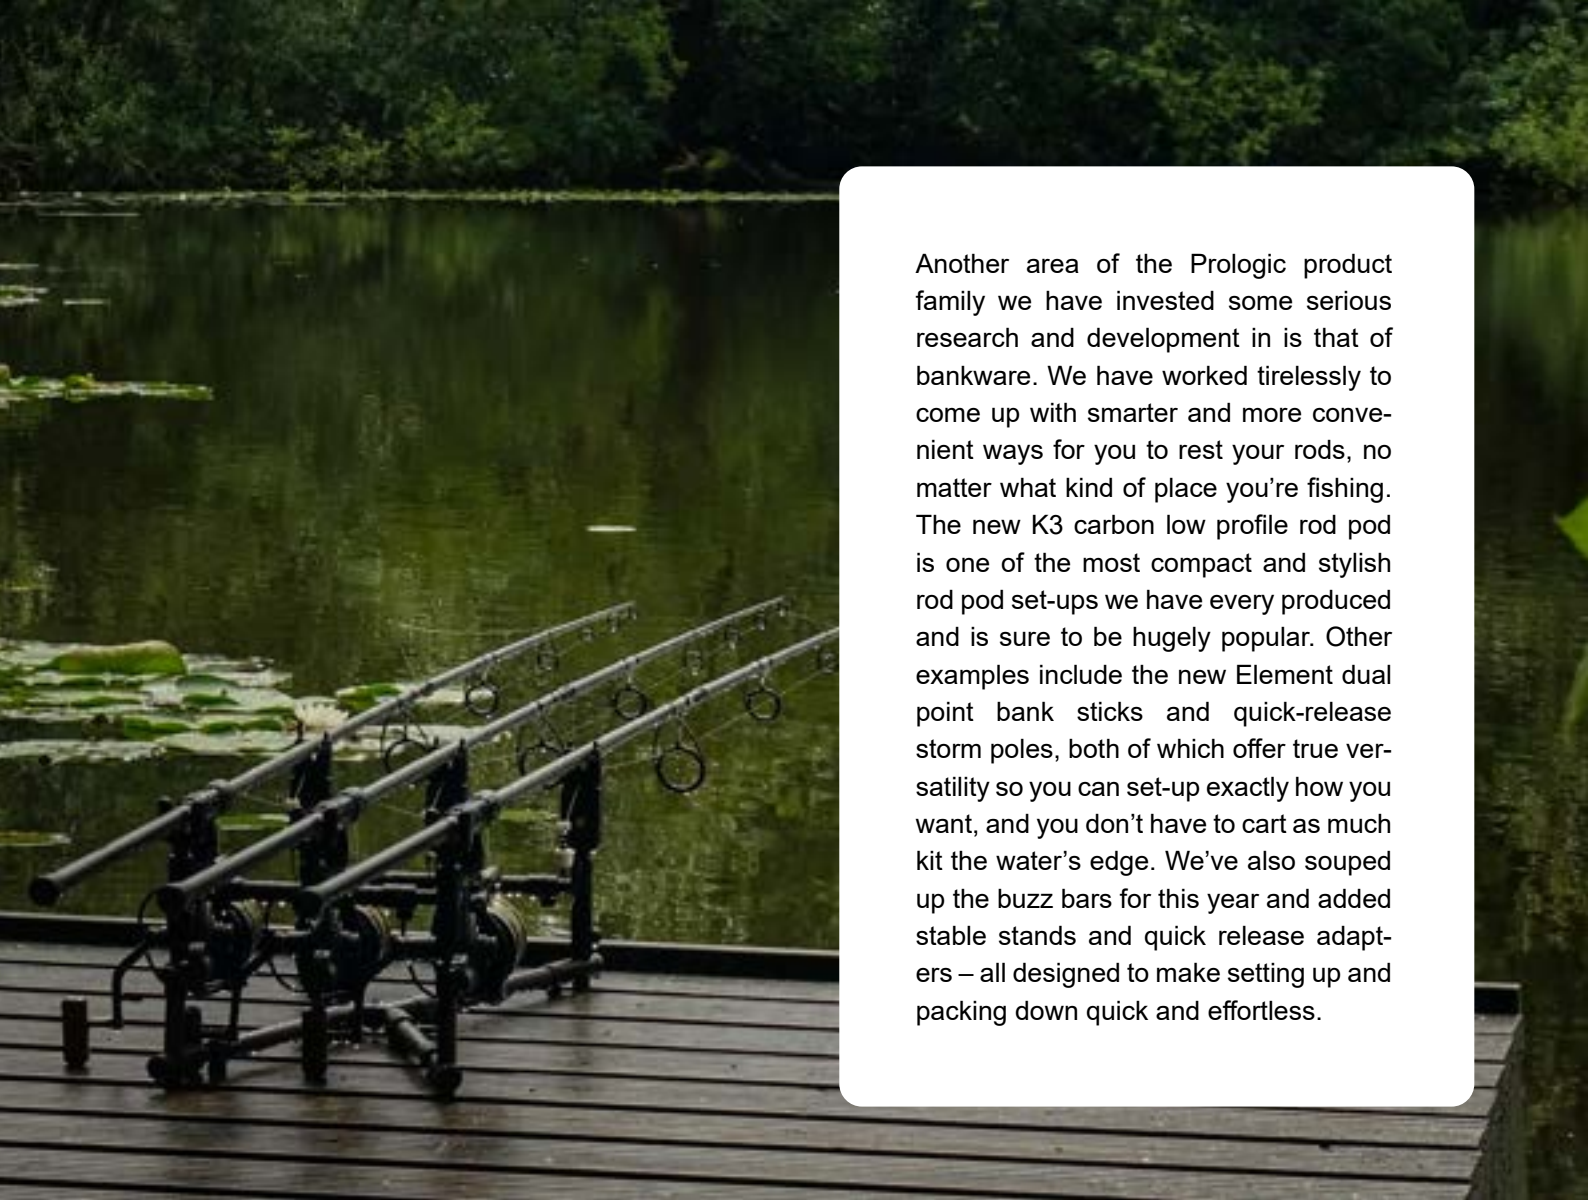 Another area of the Prologic product
family we have invested some serious
research and development in is that of
bankware. We have worked tirelessly to
come up with smarter and more conve-
nient ways for you to rest your rods, no
matter what kind of place you’re fishing.
The new K3 carbon low profile rod pod
is one of the most compact and stylish
rod pod set-ups we have every produced
and is sure to be hugely popular. Other
examples include the new Element dual
point bank sticks and quick-release
storm poles, both of which offer true ver-
satility so you can set-up exactly how you
want, and you don’t have to cart as much
kit the water’s edge. We’ve also souped
up the buzz bars for this year and added
stable stands and quick release adapt-
ers – all designed to make setting up and
packing down quick and effortless.